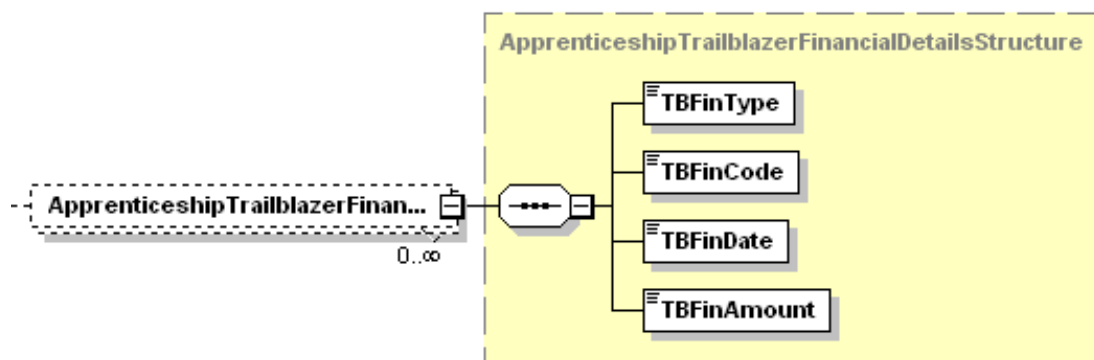 ApprenticeshipTrailblazerFinancialDetailsStructure
TBFinType
TBFinCode
ApprenticeshipTrailblazerFinan...
0..∞
TBFinDate
TBFinAmount